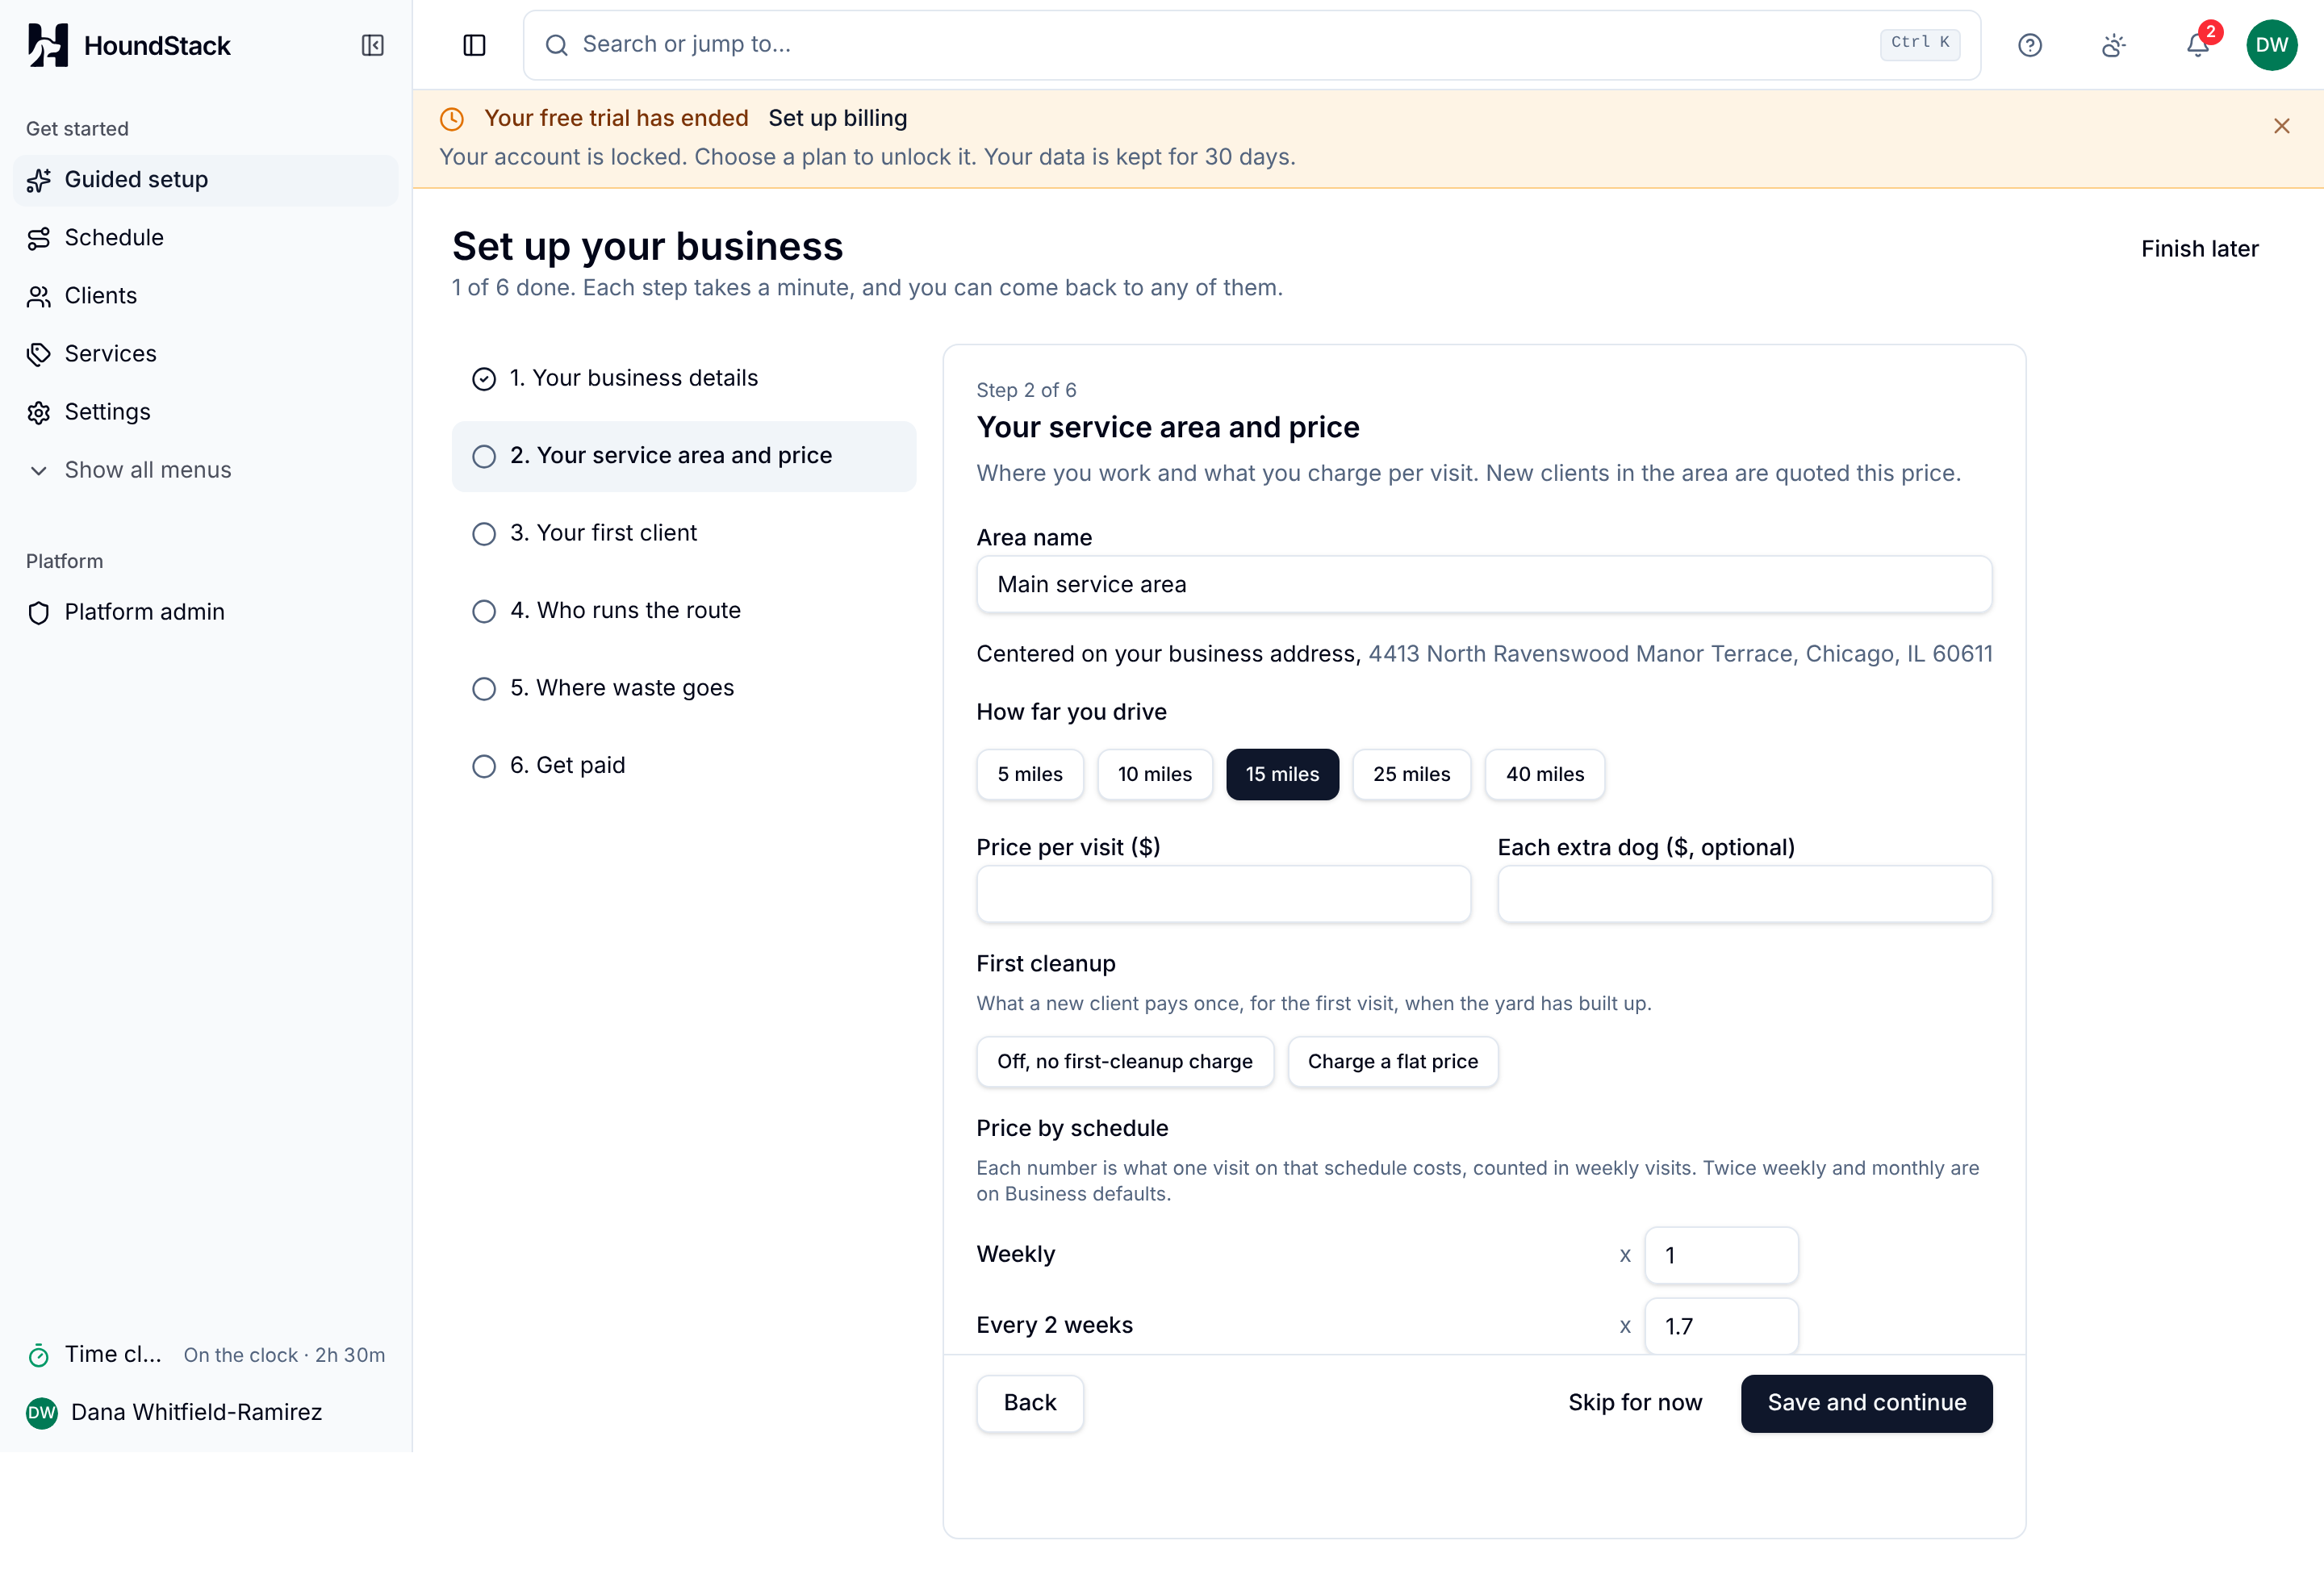 HoundStack
Search or jump to...
Ctrl K
2
DW
Get started
Guided setup
Schedule
Clients
Services
Settings
Show all menus
Platform
Platform admin
Time cl... On the clock · 2h 30m
DW Dana Whitfield-Ramirez
Your free trial has ended Set up billing
Your account is locked. Choose a plan to unlock it. Your data is kept for 30 days.
Set up your business
Finish later
1 of 6 done. Each step takes a minute, and you can come back to any of them.
1. Your business details
2. Your service area and price
3. Your first client
4. Who runs the route
5. Where waste goes
6. Get paid
Step 2 of 6
Your service area and price
Where you work and what you charge per visit. New clients in the area are quoted this price.
Area name
Main service area
Centered on your business address, 4413 North Ravenswood Manor Terrace, Chicago, IL 60611
How far you drive
5 miles 10 miles 15 miles 25 miles 40 miles
Price per visit ($) Each extra dog ($, optional)
First cleanup
What a new client pays once, for the first visit, when the yard has built up.
Off, no first-cleanup charge Charge a flat price
Price by schedule
Each number is what one visit on that schedule costs, counted in weekly visits. Twice weekly and monthly are
on Business defaults.
Weekly x 1
Every 2 weeks x 1.7
Back Skip for now Save and continue